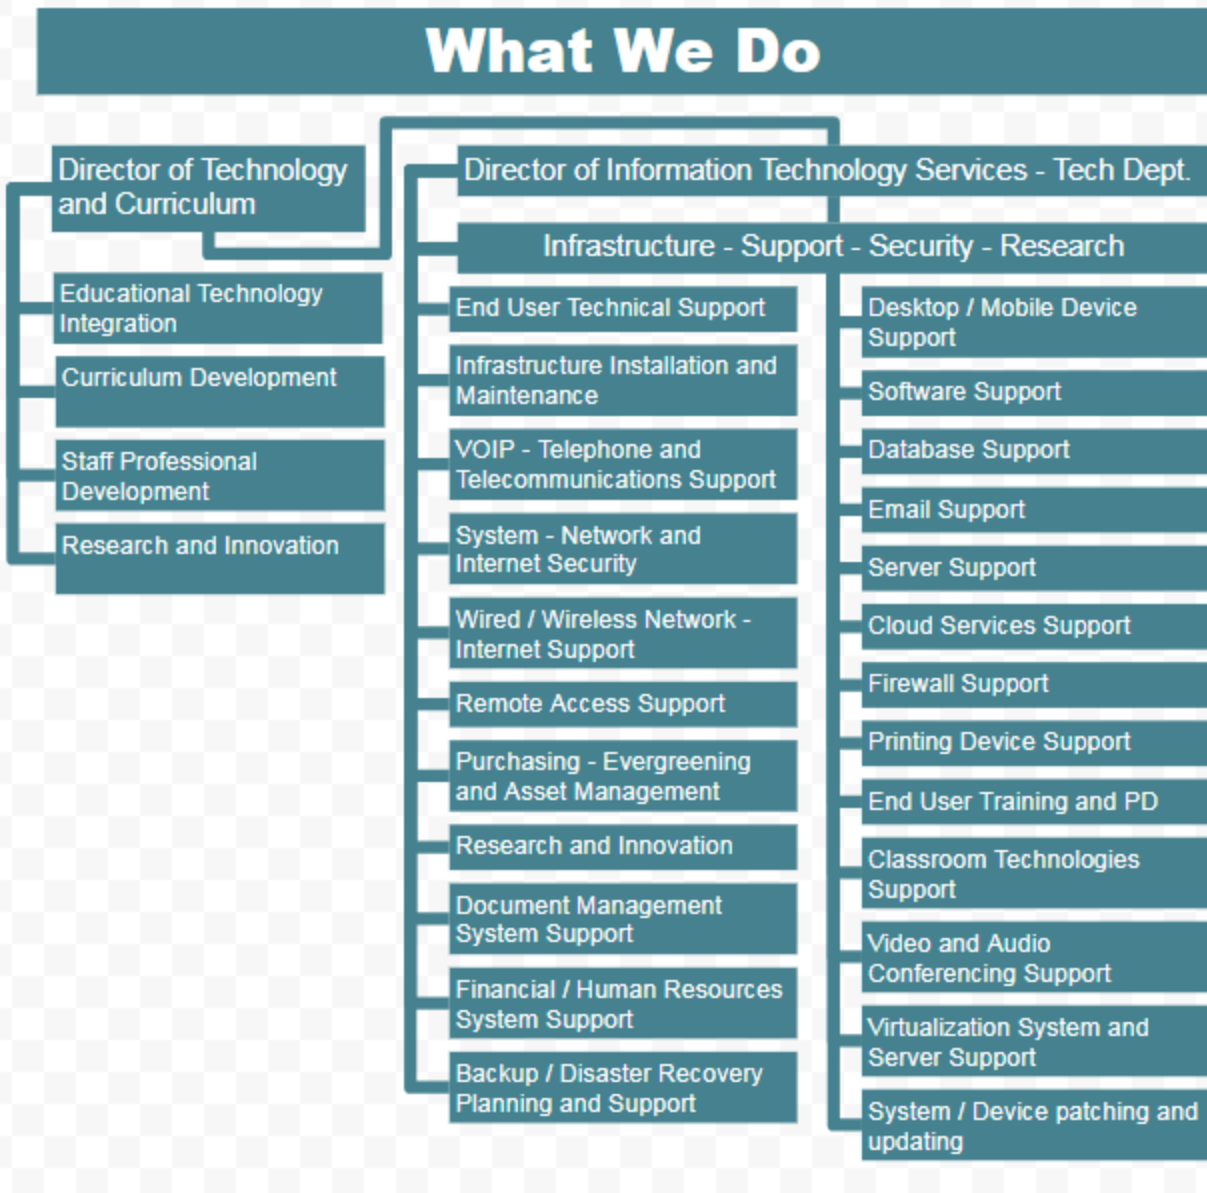 What We Do
Director of Technology
and Curriculum
Educational Technology
Integration
Curriculum Development
Staff Professional
Development
Research and Innovation
Director of Information Technology Services - Tech Dept.
Infrastructure - Support - Security - Research
End User Technical Support
Infrastructure Installation and
Maintenance
VOIP - Telephone and
Telecommunications Support
System - Network and
Internet Security
Wired / Wireless Network -
Internet Support
Remote Access Support
Purchasing - Evergreening
and Asset Management
Research and Innovation
Document Management
System Support
Financial / Human Resources
System Support
Backup / Disaster Recovery
Planning and Support
Desktop / Mobile Device
Support
Software Support
Database Support
Email Support
Server Support
Cloud Services Support
Firewall Support
Printing Device Support
End User Training and PD
Classroom Technologies
Support
Video and Audio
Conferencing Support
Virtualization System and
Server Support
System / Device patching and
updating